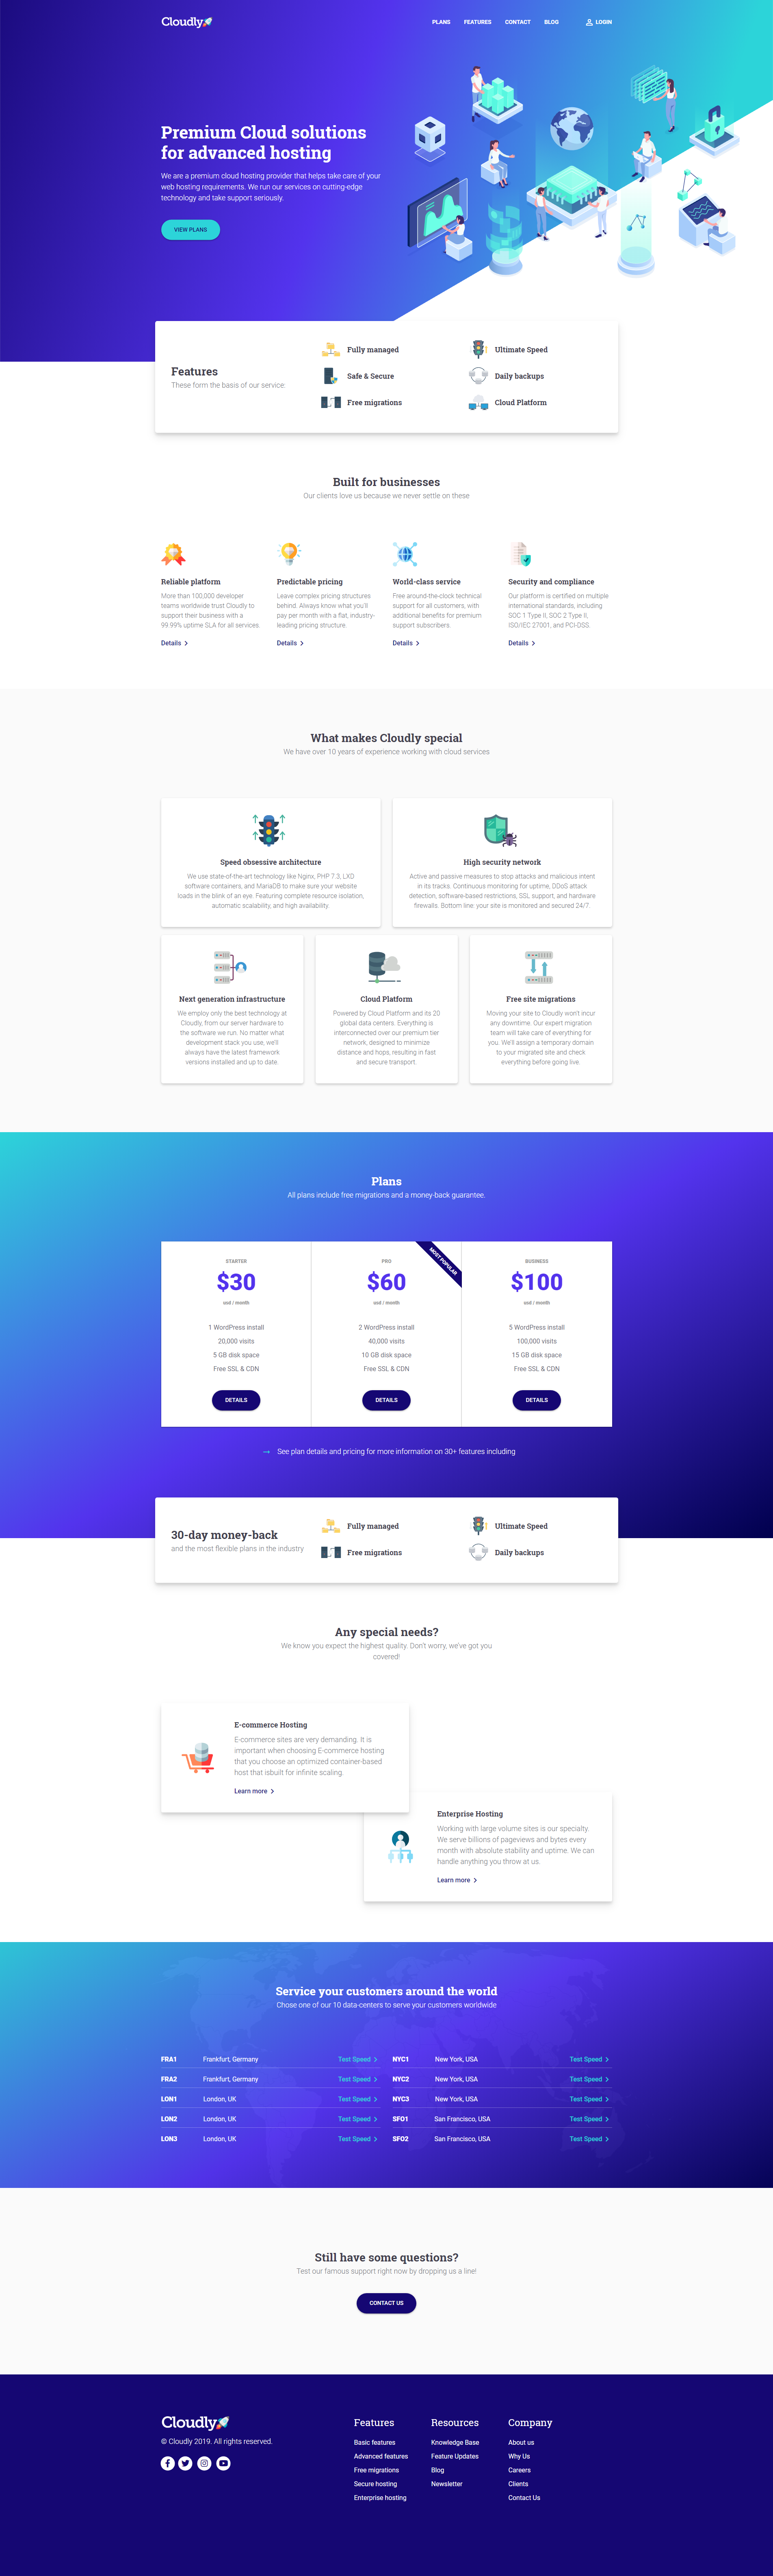 Cloudly
PLANS FEATURES CONTACT BLOG LOGIN
Premium Cloud solutions
for advanced hosting
We are a premium cloud hosting provider that helps take care of your
web hosting requirements. We run our services on cutting-edge
technology and take support seriously.
VIEW PLANS
Features
These form the basis of our service
Fully managed
Ultimate Speed
Safe & Secure
Daily backups
Free migrations
Cloud Platform
Built for businesses
Our clients love us because we never settle on these
Reliable platform
More than 100,000 developer
teams worldwide trust Cloudly to
support their business with a
99.99% uptime SLA for all services.
Details
Predictable pricing
Leave complex pricing structures
behind. Always know what you'll
pay per month with a flat, industry-
leading pricing structure.
Details
World-class service
Free around-the-clock technical
support for all customers, with
additional benefits for premium
support subscribers.
Details
Security and compliance
Our platform is certified on multiple
international standards, including
SOC 1 Type II, SOC 2 Type II,
ISO/IEC 27001, and PCI-DSS.
Details
What makes Cloudly special
We have over 10 years of experience working with cloud services
Speed obsessive architecture
We use state-of-the-art technology like Nginx, PHP 7.3, LXD
software containers, and MariaDB to make sure your website
loads in the blink of an eye. Featuring complete resource isolation,
automatic scalability, and high availability.
High security network
Active and passive measures to stop attacks and malicious intent
in its tracks. Continuous monitoring for uptime, DDoS attack
detection, software-based restrictions, SSL support, and hardware
firewalls. Bottom line: your site is monitored and secured 24/7.
Next generation infrastructure
We employ only the best technology at
Cloudly, from our server hardware to
the software we run. No matter what
development stack you use, we'll
always have the latest framework
versions installed and up to date.
Cloud Platform
Powered by Cloud Platform and its 20
global data centers. Everything is
interconnected over our premium tier
network, designed to minimize
distance and hops, resulting in fast
and secure transport.
Free site migrations
Moving your site to Cloudly won't incur
any downtime. Our expert migration
team will take care of everything for
you. We'll assign a temporary domain
to your migrated site and check
everything before going live.
Plans
All plans include free migrations and a money-back guarantee.
STARTER
$30
usd / month
1 WordPress install
20,000 visits
5 GB disk space
Free SSL & CDN
DETAILS
MOST POPULAR
PRO
$60
usd / month
2 WordPress install
40,000 visits
10 GB disk space
Free SSL & CDN
DETAILS
BUSINESS
$100
usd / month
5 WordPress install
100,000 visits
15 GB disk space
Free SSL & CDN
DETAILS
→ See plan details and pricing for more information on 30+ features including
30-day money-back
and the most flexible plans in the industry
Fully managed
Ultimate Speed
Free migrations
Daily backups
Any special needs?
We know you expect the highest quality. Don't worry, we've got you
covered!
E-commerce Hosting
E-commerce sites are very demanding. It is
important when choosing E-commerce hosting
that you choose an optimized container-based
host that isbuilt for infinite scaling.
Learn more
Enterprise Hosting
Working with large volume sites is our specialty.
We serve billions of pageviews and bytes every
month with absolute stability and uptime. We can
handle anything you throw at us.
Learn more
Service your customers around the world
Chose one of our 10 data-centers to serve your customers worldwide
FRA1 Frankfurt, Germany Test Speed
NYC1 New York, USA Test Speed
FRA2 Frankfurt, Germany Test Speed
NYC2 New York, USA Test Speed
LON1 London, UK Test Speed
NYC3 New York, USA Test Speed
LON2 London, UK Test Speed
SFO1 San Francisco, USA Test Speed
LON3 London, UK Test Speed
SFO2 San Francisco, USA Test Speed
Still have some questions?
Test our famous support right now by dropping us a line!
CONTACT US
Cloudly
© Cloudly 2019. All rights reserved.
Features
Basic features
Advanced features
Free migrations
Secure hosting
Enterprise hosting
Resources
Knowledge Base
Feature Updates
Blog
Newsletter
Company
About us
Why Us
Careers
Clients
Contact Us